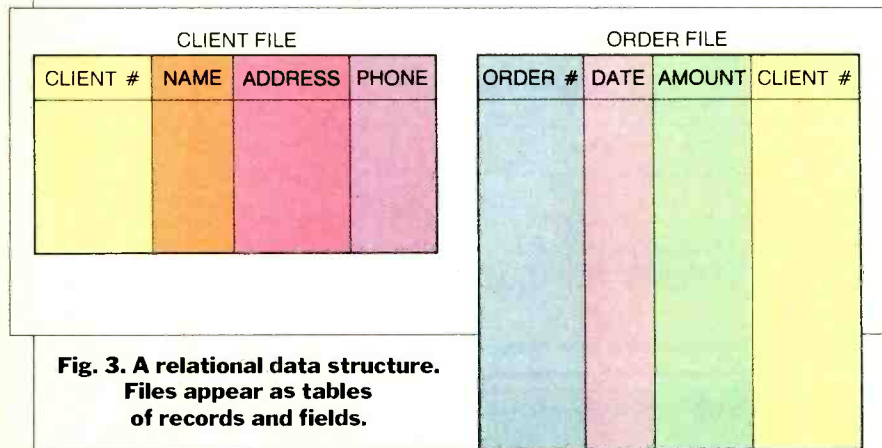 CLIENT FILE
CLIENT # NAME ADDRESS PHONE
ORDER FILE
ORDER # DATE AMOUNT CLIENT #
Fig. 3. A relational data structure.
Files appear as tables
of records and fields.